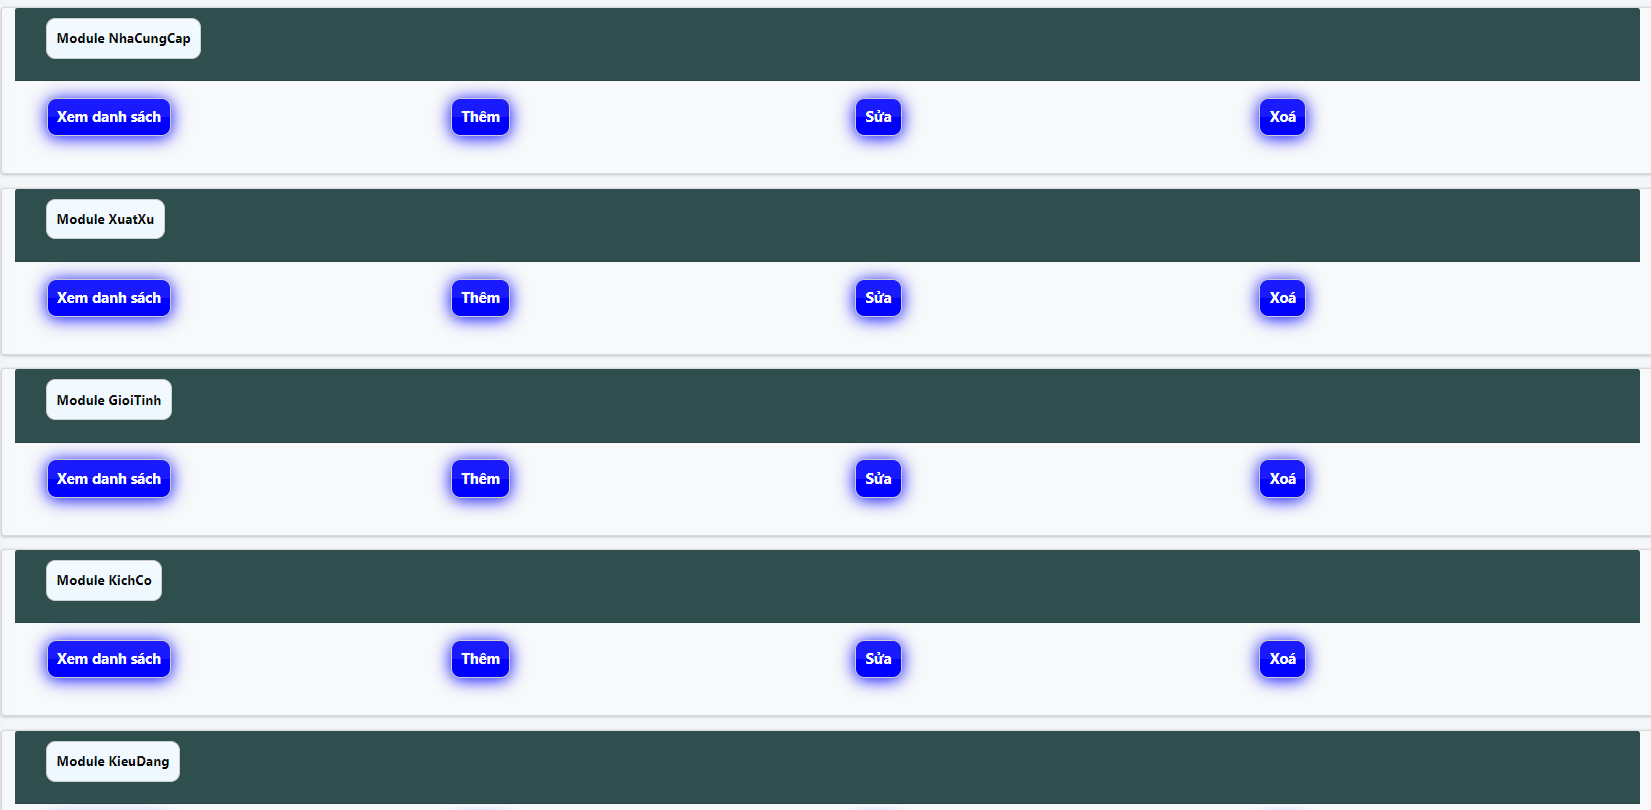 Module NhaCungCap
Xem danh sách Thêm Sửa Xoá
Module XuatXu
Xem danh sách Thêm Sửa Xoá
Module GioiTinh
Xem danh sách Thêm Sửa Xoá
Module KichCo
Xem danh sách Thêm Sửa Xoá
Module KieuDang